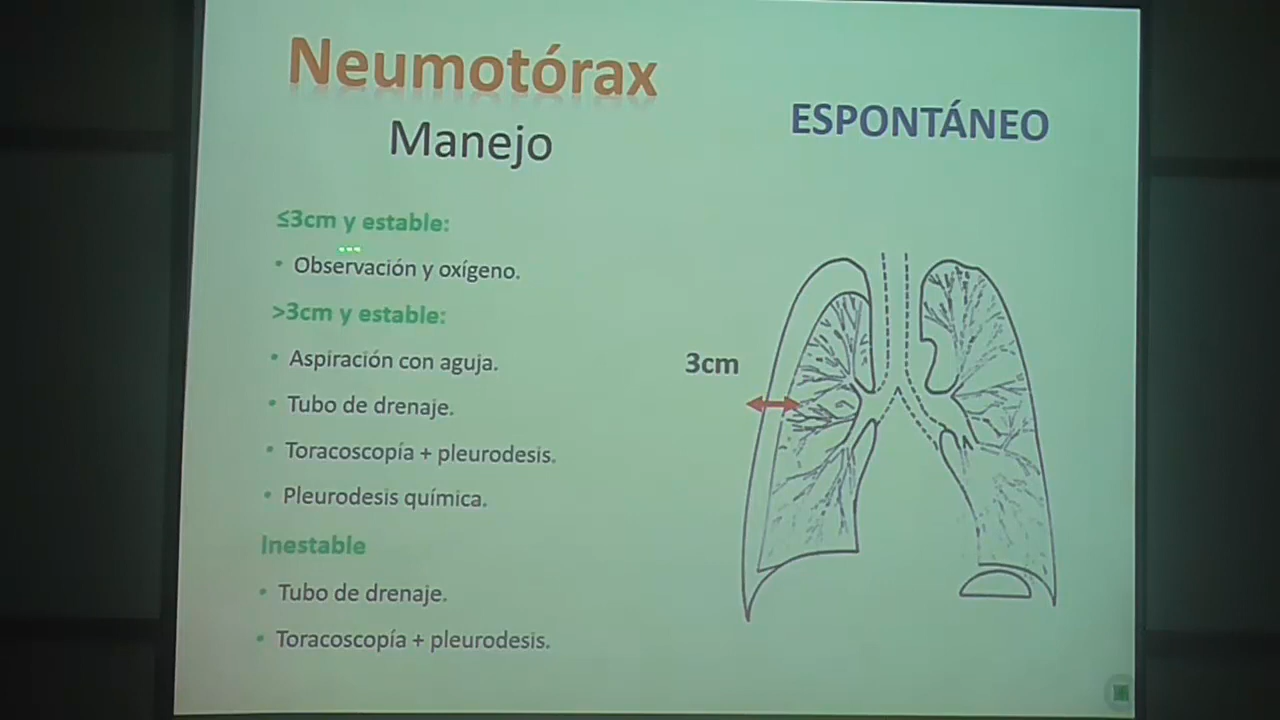 Neumotórax
Manejo
ESPONTÁNEO
≤3cm y estable:
• Observación y oxígeno.
>3cm y estable:
• Aspiración con aguja.
• Tubo de drenaje.
• Toracoscopía + pleurodesis.
• Pleurodesis química.
Inestable
• Tubo de drenaje.
• Toracoscopía + pleurodesis.
3cm